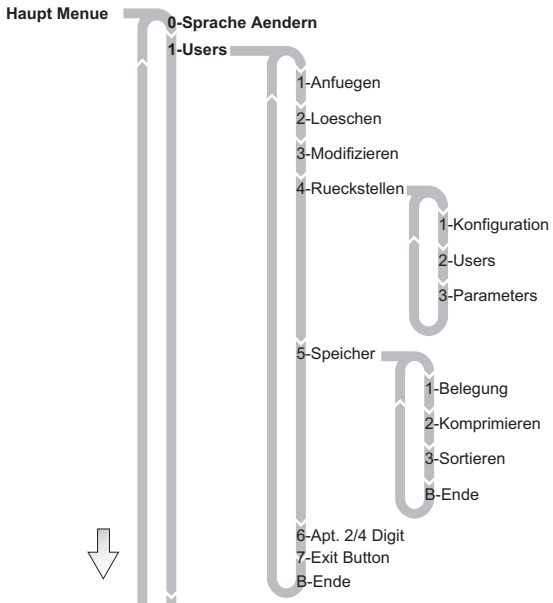 Haupt Menue
0-Sprache Aendern
1-Users
1-Anfuegen
2-Loeschen
3-Modifizieren
4-Rueckstellen
1-Konfiguration
2-Users
3-Parameters
5-Speicher
1-Belegung
2-Komprimieren
3-Sortieren
B-Ende
6-Apt. 2/4 Digit
7-Exit Button
B-Ende